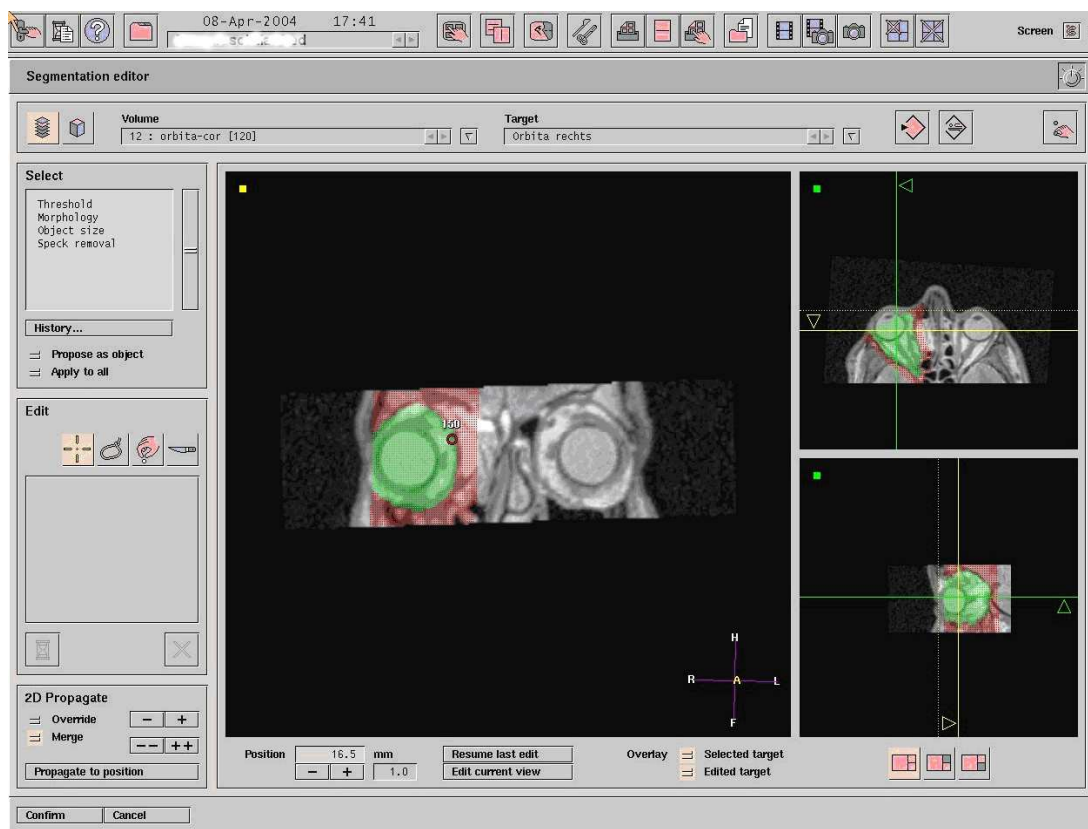 08-Apr-2004 17:41
Screen
Segmentation editor
Volume
12 : orbita-cor [120]
Target
Orbita rechts
Select
Threshold
Morphology
Object size
Speck removal
History...
Propose as object
Apply to all
Edit
150
H
R A L
F
2D Propagate
Override - +
Merge -- ++
Propagate to position
Position 16.5 mm
- + 1.0
Resume last edit
Edit current view
Overlay
Selected target
Edited target
Confirm Cancel